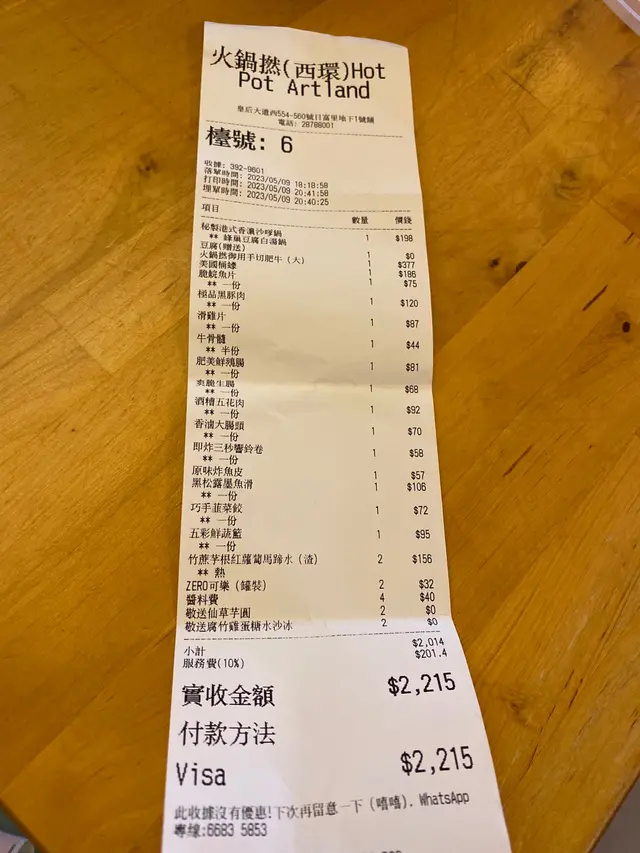 火鍋撚(西環)Hot
Pot Artland
皇后大道西554-560號日富里地下1號舖
電話: 28788001
檯號: 6
收據: 392-9601
落單時間: 2023/05/09 18:18:58
打印時間: 2023/05/09 20:41:58
埋單時間: 2023/05/09 20:40:25
項目 數量 價錢
秘製港式香濃沙嗲鍋 1 $198
** 蜂巢豆腐白湯鍋
豆腐(贈送) 1 $0
火鍋撚御用手切肥牛 (大) 1 $377
美國桶蠔 1 $186
脆鯇魚片 1 $75
** 一份
極品黑豚肉 1 $120
** 一份
滑雞片 1 $87
** 一份
牛骨髓 1 $44
** 半份
肥美鮮鴨腸 1 $81
** 一份
爽脆生腸 1 $68
** 一份
酒糟五花肉 1 $92
** 一份
香滷大腸頭 1 $70
** 一份
即炸三秒響鈴卷 1 $58
** 一份
原味炸魚皮 1 $57
黑松露墨魚滑 1 $106
** 一份
巧手韮菜餃 1 $72
** 一份
五彩鮮蔬籃 1 $95
** 一份
竹蔗茅根紅蘿蔔馬蹄水 (渣) 2 $156
** 熱
ZERO可樂 (罐裝) 2 $32
醬料費 4 $40
敬送仙草芋圓 2 $0
敬送腐竹雞蛋糖水沙冰 2 $0
小計 $2,014
服務費(10%) $201.4
實收金額 $2,215
付款方法
Visa $2,215
此收據沒有優惠!下次再留意一下 (嘻嘻). WhatsApp
專線:6683 5853